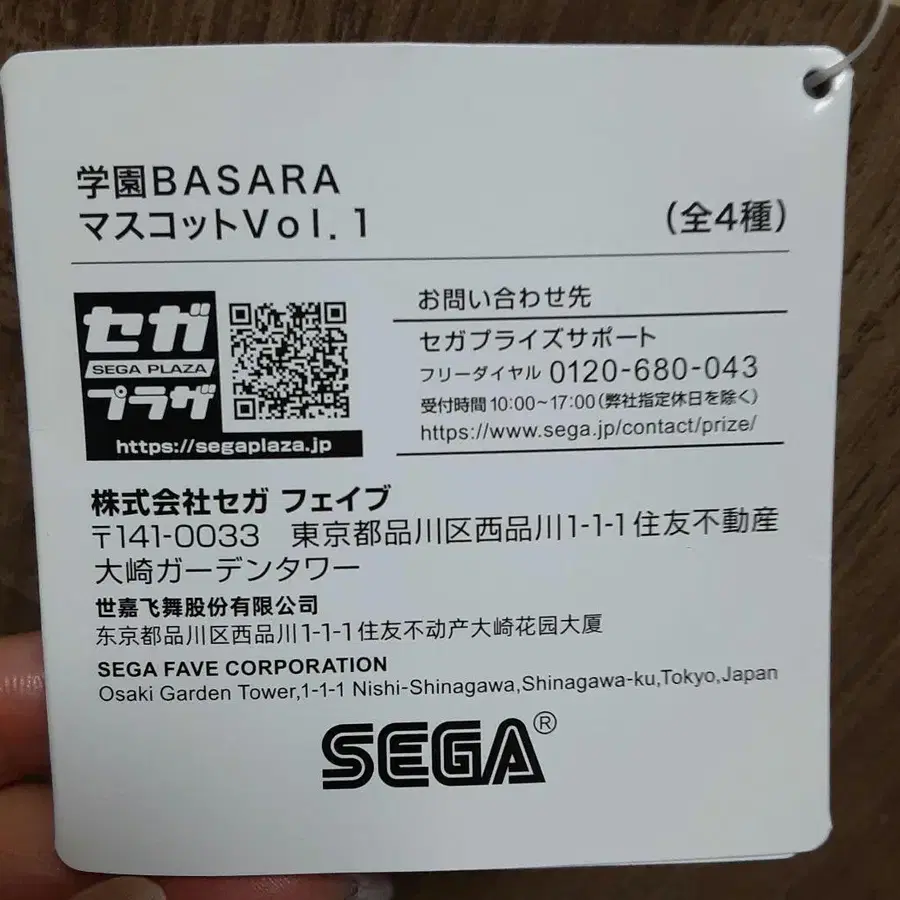 学園BASARA
マスコットVol.1
(全4種)
セガ
SEGA PLAZA
プラザ
https://segaplaza.jp
お問い合わせ先
セガプライズサポート
フリーダイヤル 0120-680-043
受付時間 10:00~17:00(弊社指定休日を除く)
https://www.sega.jp/contact/prize/
株式会社セガ フェイブ
〒141-0033 東京都品川区西品川1-1-1住友不動産
大崎ガーデンタワー
世嘉飞舞股份有限公司
东京都品川区西品川1-1-1住友不动产大崎花园大厦
SEGA FAVE CORPORATION
Osaki Garden Tower,1-1-1 Nishi-Shinagawa,Shinagawa-ku,Tokyo,Japan
SEGA®